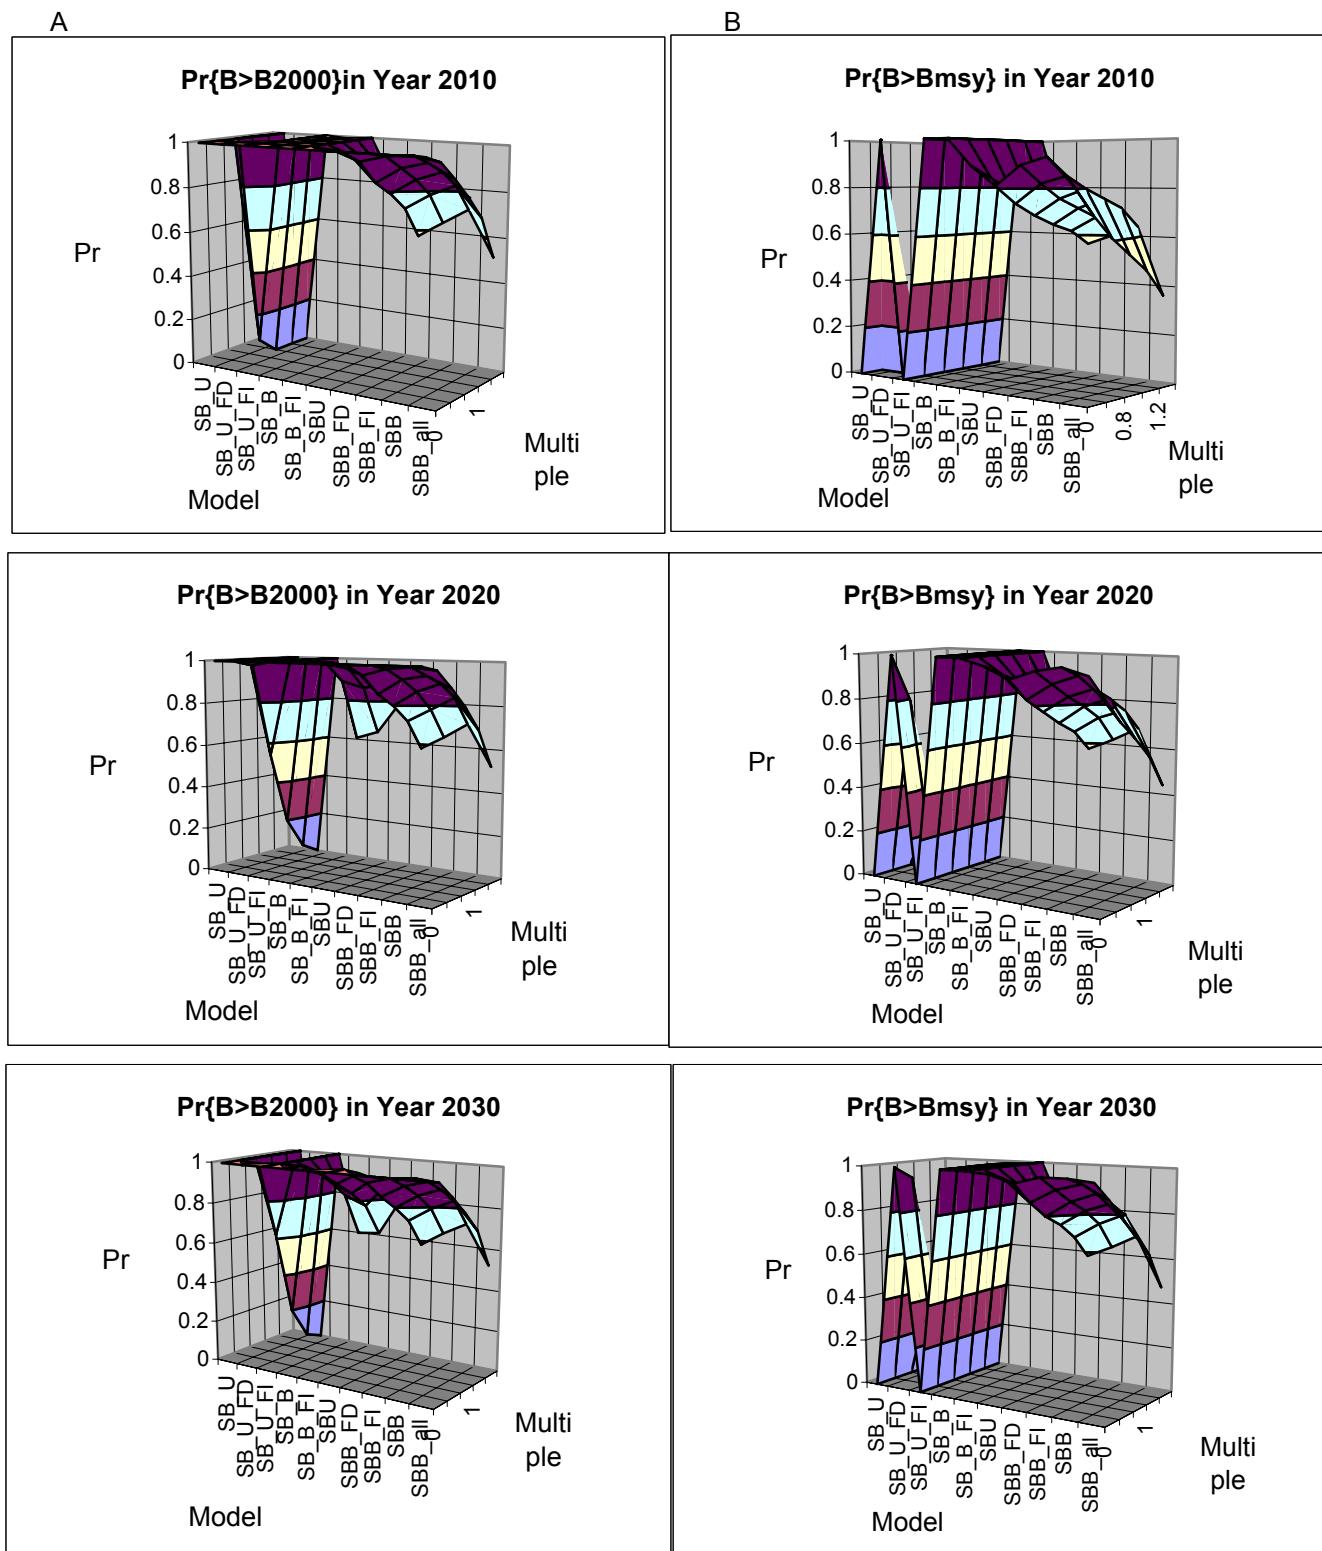 A
B
Pr{B>B2000}in Year 2010
1
0.8
0.6
0.4
0.2
0
Pr
SB_U
SB_U_FD
SB_U_FI
SB_B
SB_B_FI
SBU
SBB_FD
SBB_FI
SBB
SBB_all
0
1
Multi
ple
Model
Pr{B>Bmsy} in Year 2010
1
0.8
0.6
0.4
0.2
0
Pr
SB_U
SB_U_FD
SB_U_FI
SB_B
SB_B_FI
SBU
SBB_FD
SBB_FI
SBB
SBB_all
0
0.8
1.2
Multi
ple
Model
Pr{B>B2000} in Year 2020
1
0.8
0.6
0.4
0.2
0
Pr
SB_U
SB_U_FD
SB_U_FI
SB_B
SB_B_FI
SBU
SBB_FD
SBB_FI
SBB
SBB_all
0
1
Multi
ple
Model
Pr{B>Bmsy} in Year 2020
1
0.8
0.6
0.4
0.2
0
Pr
SB_U
SB_U_FD
SB_U_FI
SB_B
SB_B_FI
SBU
SBB_FD
SBB_FI
SBB
SBB_all
0
1
Multi
ple
Model
Pr{B>B2000} in Year 2030
1
0.8
0.6
0.4
0.2
0
Pr
SB_U
SB_U_FD
SB_U_FI
SB_B
SB_B_FI
SBU
SBB_FD
SBB_FI
SBB
SBB_all
0
1
Multi
ple
Model
Pr{B>Bmsy} in Year 2030
1
0.8
0.6
0.4
0.2
0
Pr
SB_U
SB_U_FD
SB_U_FI
SB_B
SB_B_FI
SBU
SBB_FD
SBB_FI
SBB
SBB_all
0
1
Multi
ple
Model